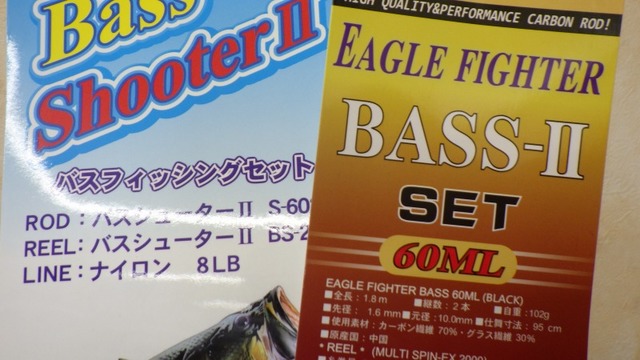 Bass
Shooter II
バスフィッシングセット
ROD：バスシューターⅡ S-60
REEL：バスシューターⅡ BS-2
LINE：ナイロン 8LB
HIGH QUALITY&PERFORMANCE CARBON ROD!
EAGLE FIGHTER
BASS-II
SET
60ML
EAGLE FIGHTER BASS 60ML (BLACK)
■全長：1.8m ■継数：2本 ■自重：102g
■先径：1.6mm ■元径：10.0mm ■仕舞寸法：95cm
■使用素材：カーボン繊維 70%・グラス繊維 30%
■原産国：中国
* REEL * (MULTI SPIN-EX 2000)